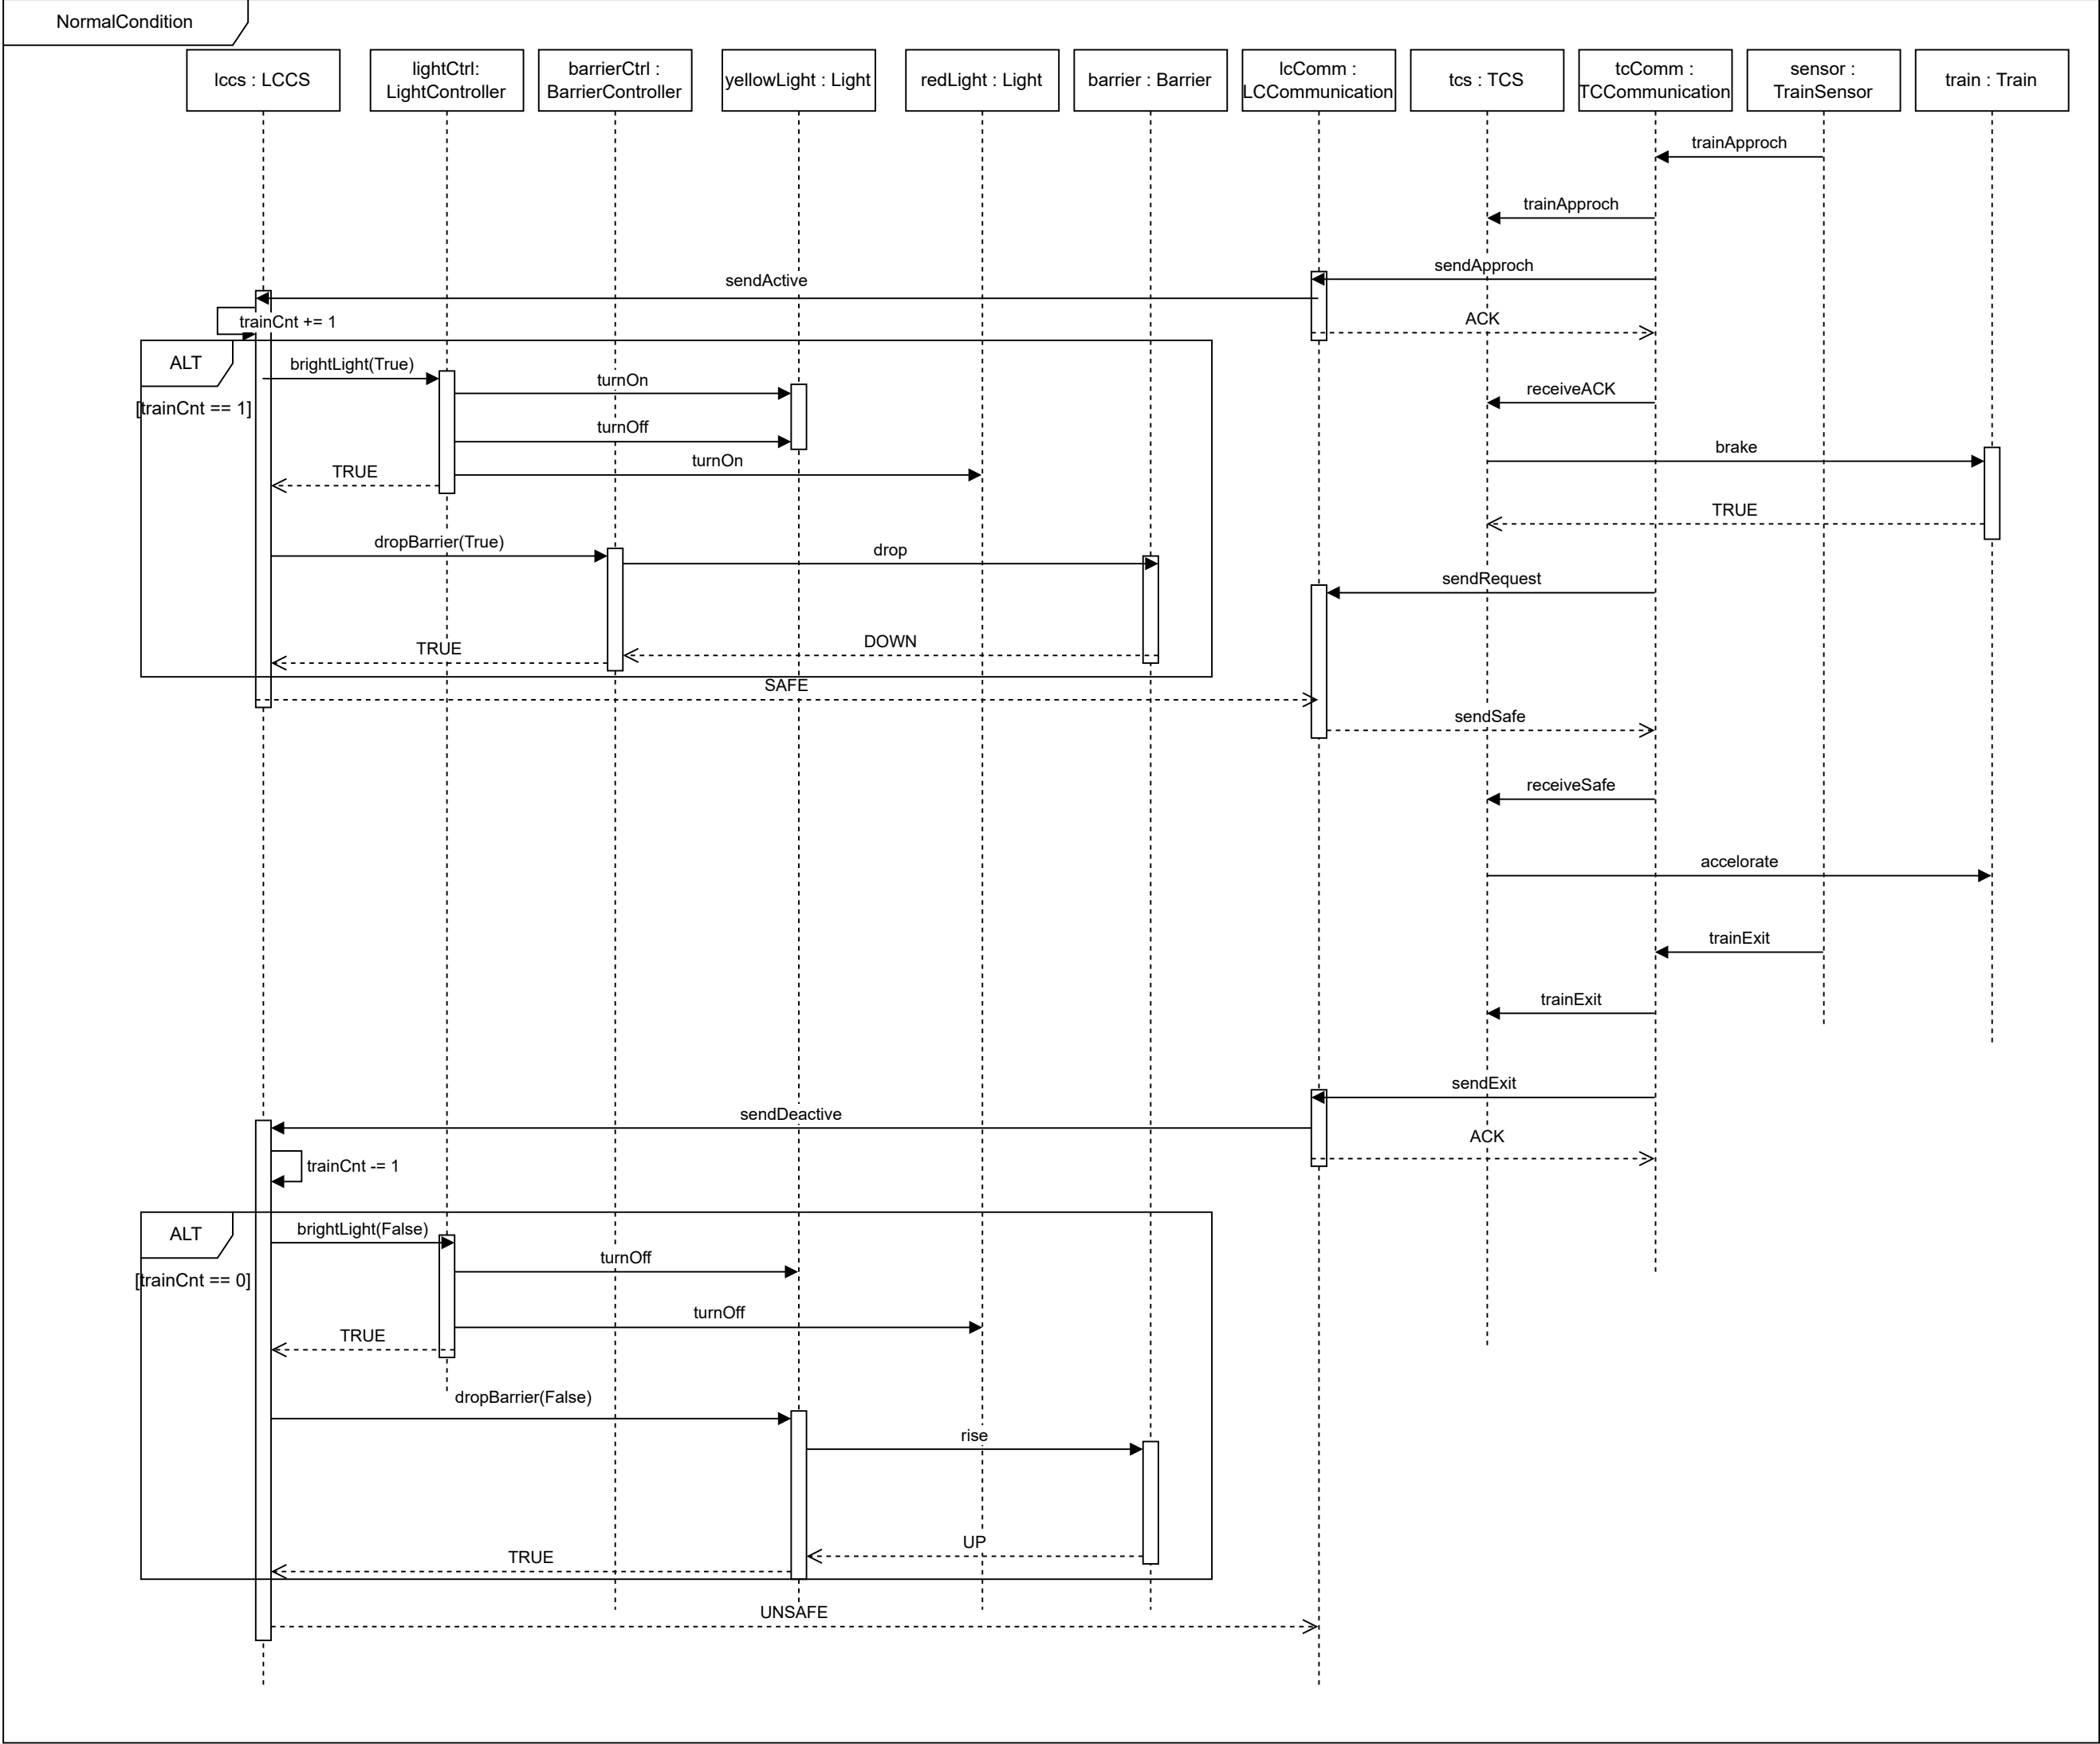 NormalCondition
lccs : LCCS
lightCtrl:
LightController
barrierCtrl :
BarrierController
yellowLight : Light
redLight : Light
barrier : Barrier
lcComm :
LCCommunication
tcs : TCS
tcComm :
TCCommunication
sensor :
TrainSensor
train : Train
trainApproch
trainApproch
sendApproch
sendActive
trainCnt += 1
ACK
ALT
[trainCnt == 1]
brightLight(True)
turnOn
receiveACK
turnOff
brake
turnOn
TRUE
TRUE
dropBarrier(True)
drop
sendRequest
DOWN
TRUE
SAFE
sendSafe
receiveSafe
accelorate
trainExit
trainExit
sendExit
sendDeactive
ACK
trainCnt -= 1
ALT
[trainCnt == 0]
brightLight(False)
turnOff
turnOff
TRUE
dropBarrier(False)
rise
UP
TRUE
UNSAFE